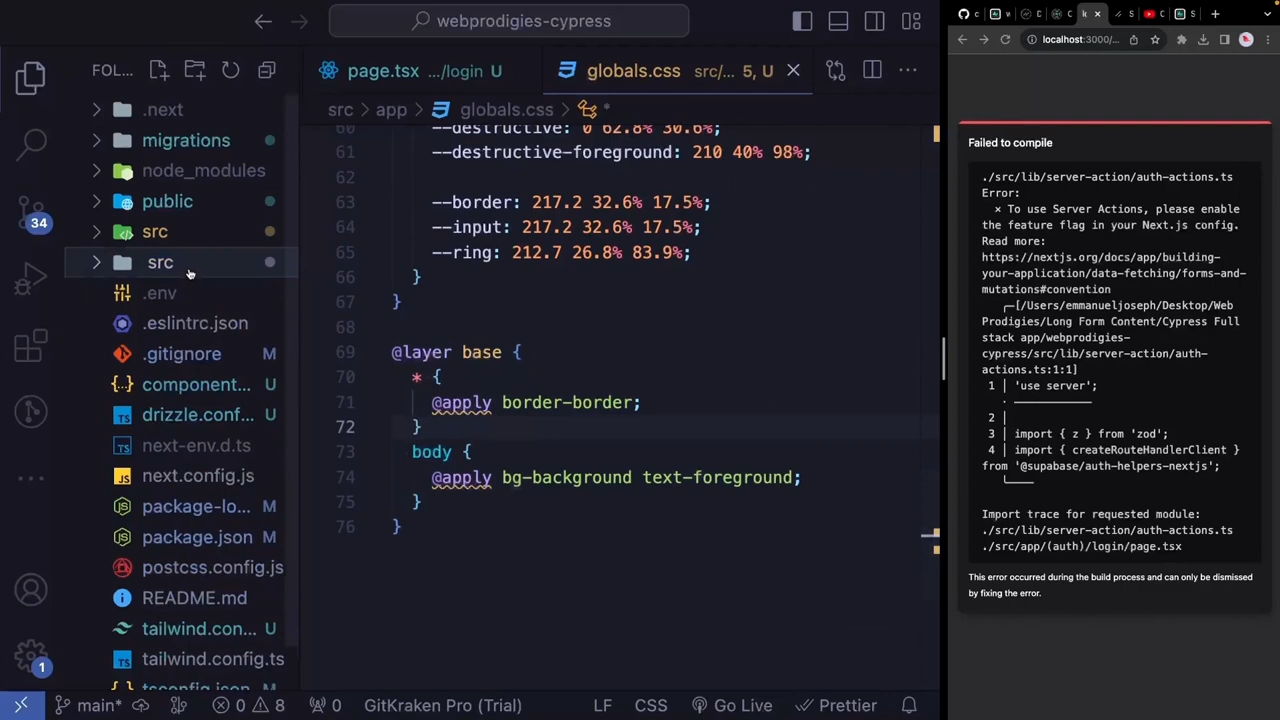 webprodigies-cypress
FOL...
.next
migrations
node_modules
public
src
src
.env
.eslintrc.json
.gitignore M
component... U
drizzle.conf... U
next-env.d.ts
next.config.js
package-lo... M
package.json M
postcss.config.js
README.md
tailwind.con... U
tailwind.config.ts
tsconfig.json M
34
1
page.tsx .../login U
globals.css src/... 5, U
src > app > globals.css > *
60 --destructive: 0 62.8% 30.6%;
61 --destructive-foreground: 210 40% 98%;
62
63 --border: 217.2 32.6% 17.5%;
64 --input: 217.2 32.6% 17.5%;
65 --ring: 212.7 26.8% 83.9%;
66 }
67 }
68
69 @layer base {
70 * {
71 @apply border-border;
72 }
73 body {
74 @apply bg-background text-foreground;
75 }
76 }
main* 0 8 0 GitKraken Pro (Trial) LF CSS Go Live Prettier
localhost:3000/...
Failed to compile
./src/lib/server-action/auth-actions.ts
Error:
× To use Server Actions, please enable
the feature flag in your Next.js config.
Read more:
https://nextjs.org/docs/app/building-
your-application/data-fetching/forms-and-
mutations#convention
╭─[/Users/emmanueljoseph/Desktop/Web
Prodigies/Long Form Content/Cypress Full
stack app/webprodigies-
cypress/src/lib/server-action/auth-
actions.ts:1:1]
1 │ 'use server';
2 │
3 │ import { z } from 'zod';
4 │ import { createRouteHandlerClient }
from '@supabase/auth-helpers-nextjs';
Import trace for requested module:
./src/lib/server-action/auth-actions.ts
./src/app/(auth)/login/page.tsx
This error occurred during the build process and can only be dismissed
by fixing the error.